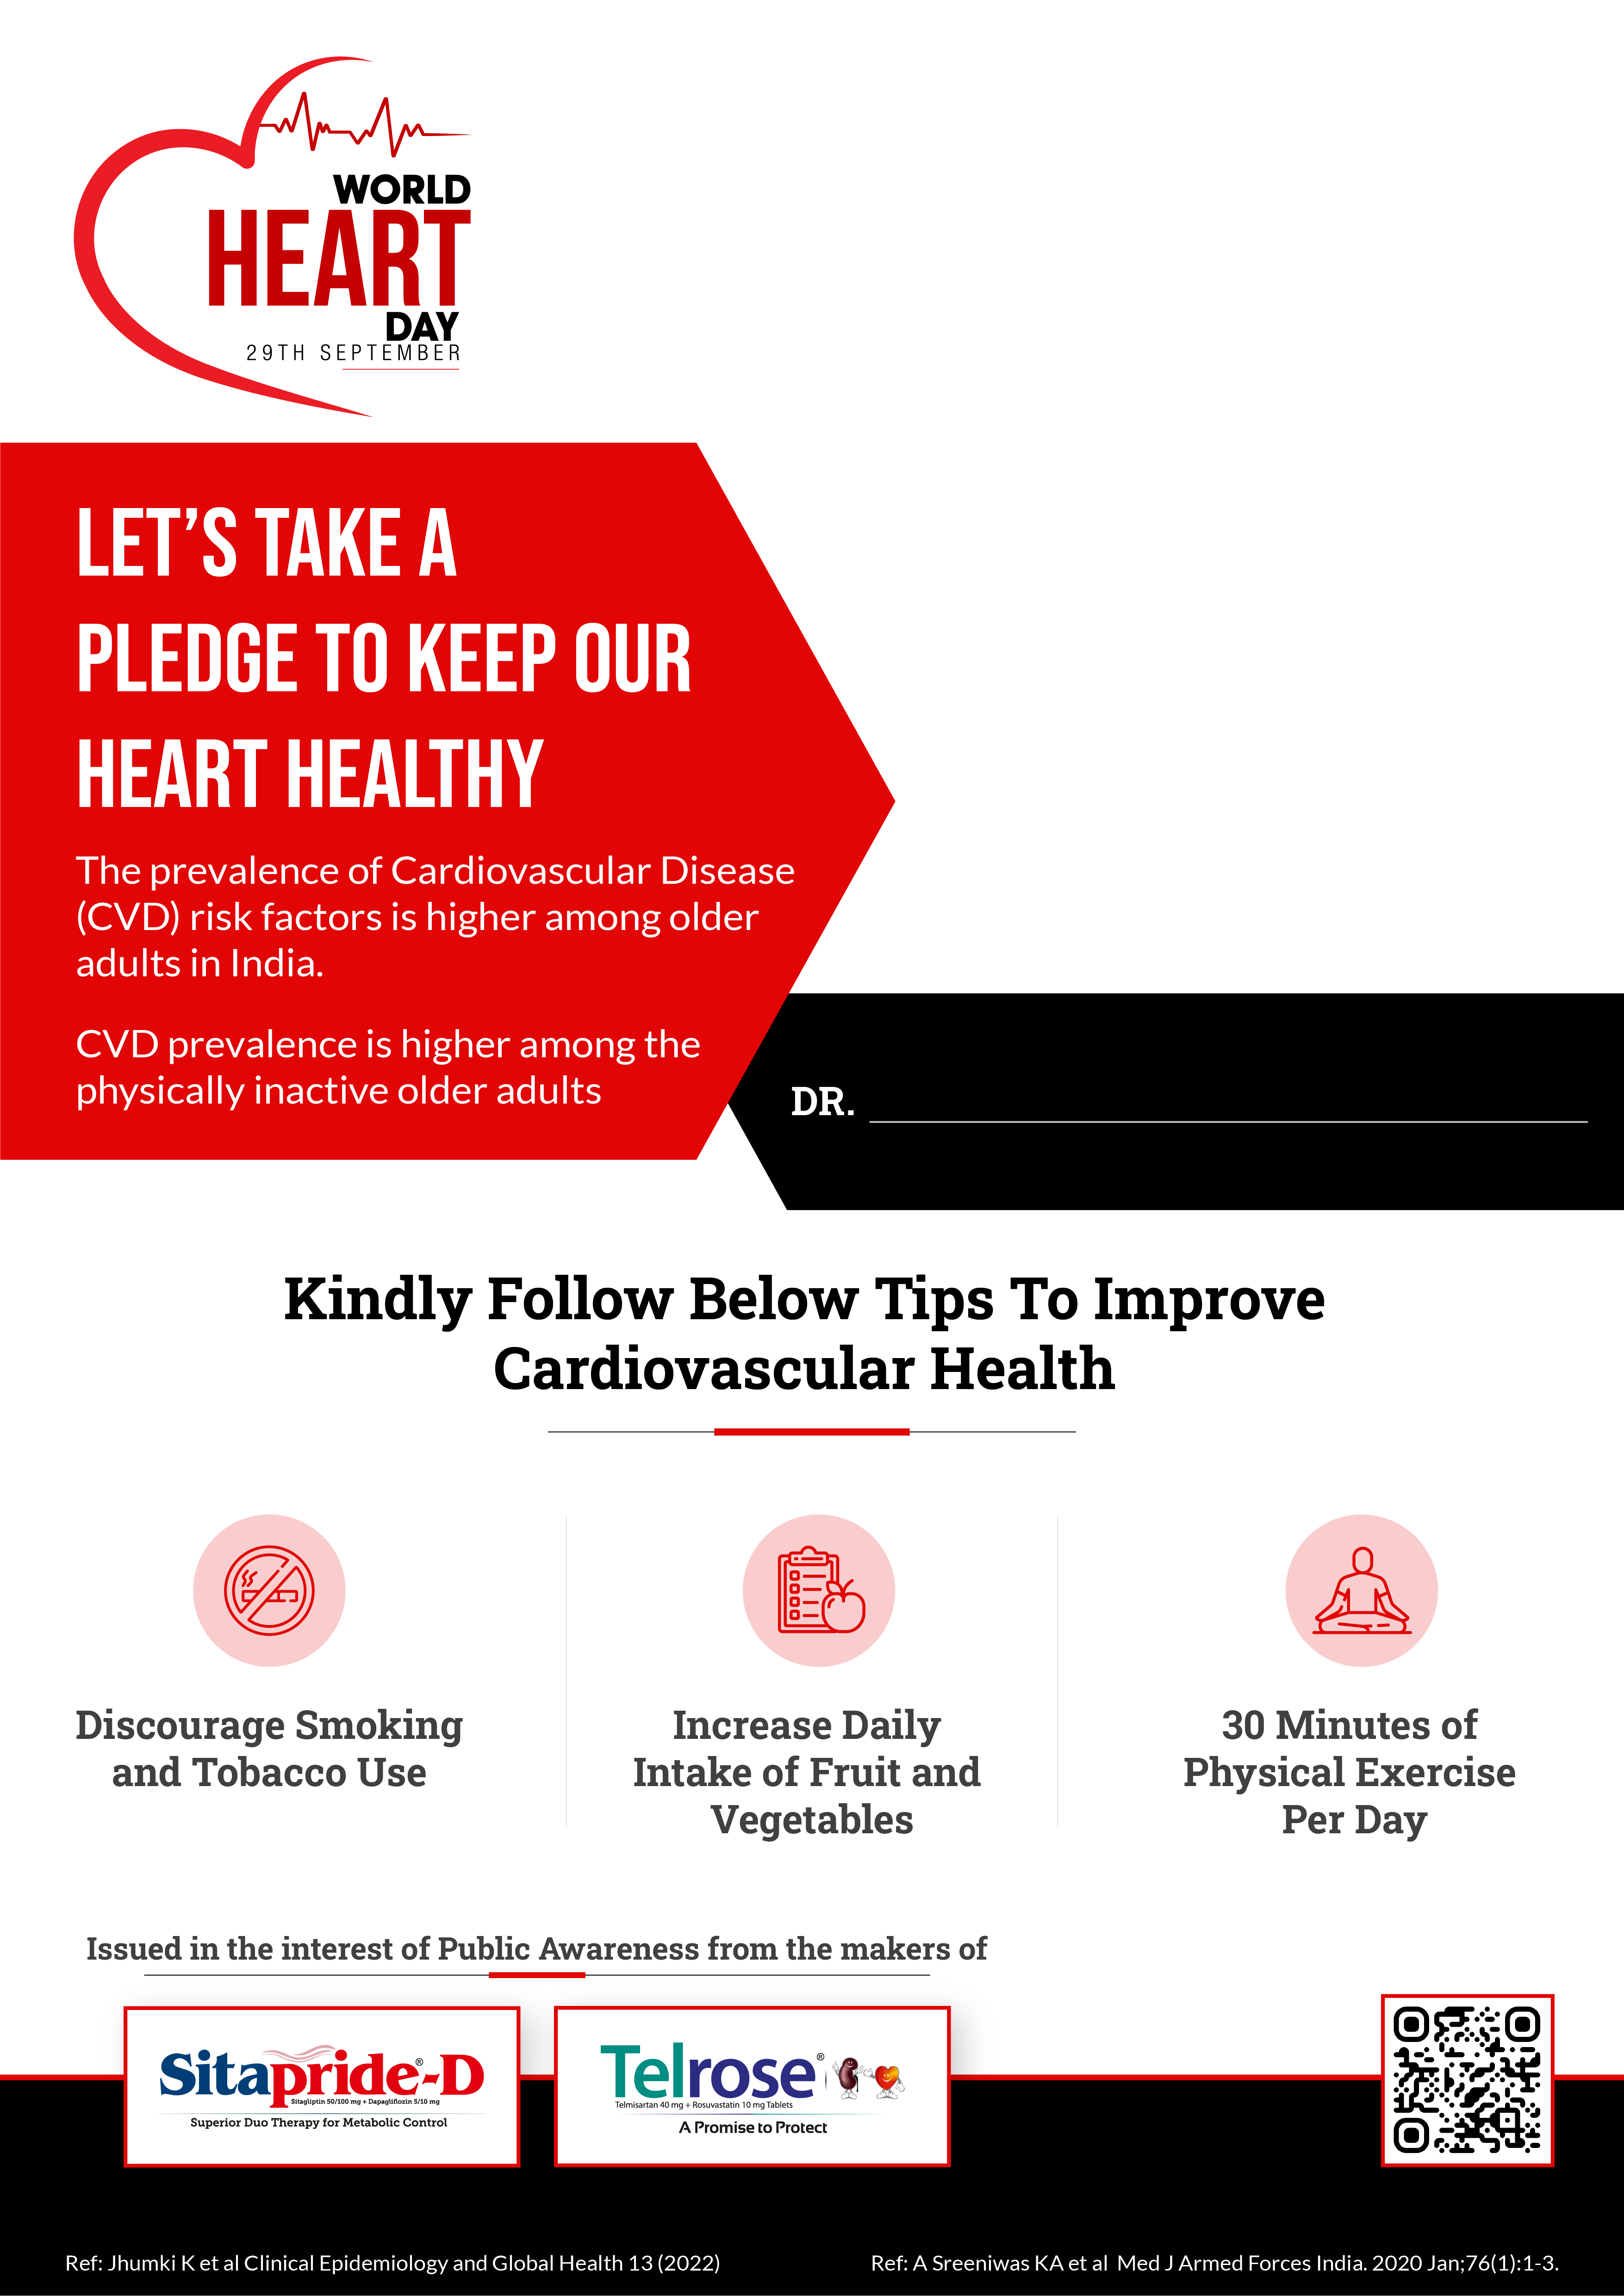 WORLD
HEART
DAY
29TH SEPTEMBER
LET’S TAKE A
PLEDGE TO KEEP OUR
HEART HEALTHY
The prevalence of Cardiovascular Disease
(CVD) risk factors is higher among older
adults in India.
CVD prevalence is higher among the
physically inactive older adults
DR.
Kindly Follow Below Tips To Improve
Cardiovascular Health
Discourage Smoking
and Tobacco Use
Increase Daily
Intake of Fruit and
Vegetables
30 Minutes of
Physical Exercise
Per Day
Issued in the interest of Public Awareness from the makers of
Sitapride®-D
Sitagliptin 50/100 mg + Dapagliflozin 5/10 mg
Superior Duo Therapy for Metabolic Control
Telrose®
Telmisartan 40 mg + Rosuvastatin 10 mg Tablets
A Promise to Protect
Ref: Jhumki K et al Clinical Epidemiology and Global Health 13 (2022)
Ref: A Sreeniwas KA et al  Med J Armed Forces India. 2020 Jan;76(1):1-3.